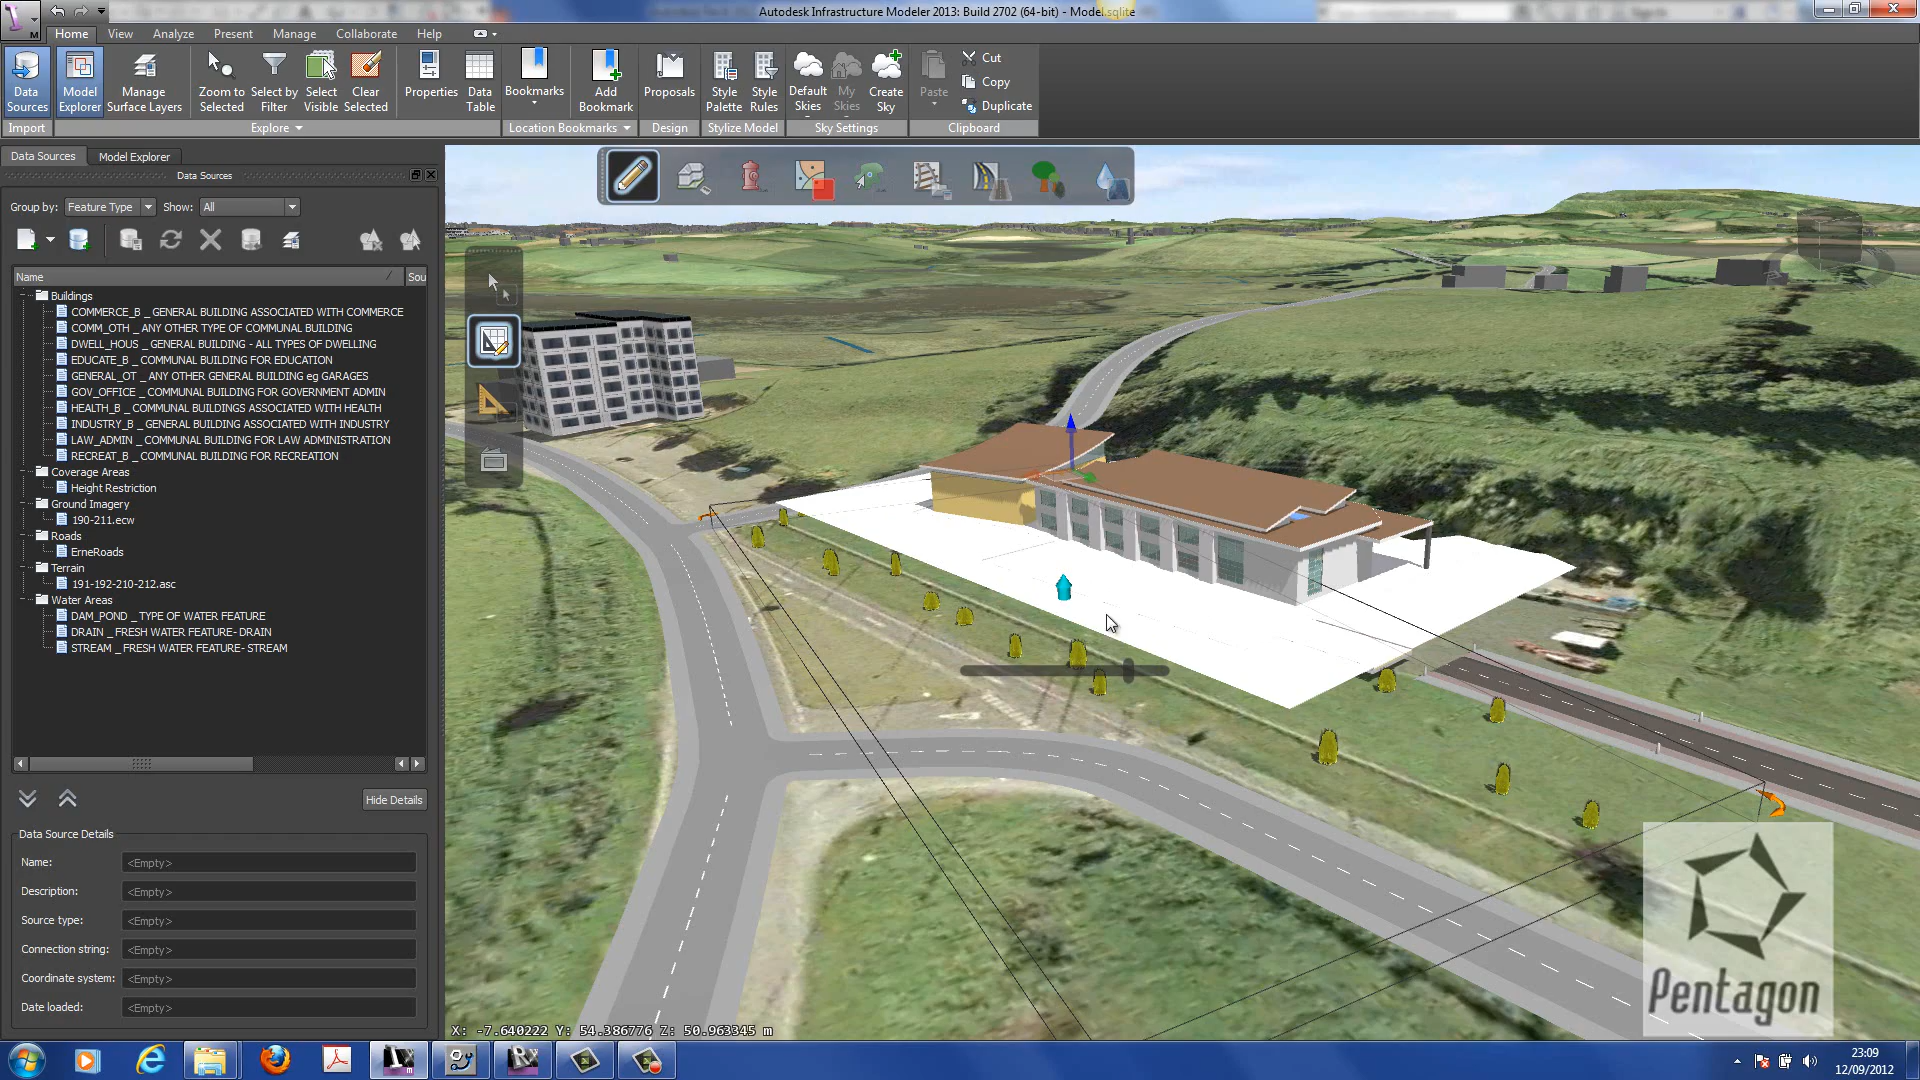 Autodesk Infrastructure Modeler 2013: Build 2702 (64-bit) - Model.sqlite
M
Home View Analyze Present Manage Collaborate Help
Data Sources
Model Explorer
Manage Surface Layers
Zoom to Selected
Select by Filter
Select Visible
Clear Selected
Properties
Data Table
Bookmarks
Add Bookmark
Proposals
Style Palette
Style Rules
Default Skies
My Skies
Create Sky
Paste
Cut
Copy
Duplicate
Import Explore Location Bookmarks Design Stylize Model Sky Settings Clipboard
Data Sources Model Explorer
Data Sources
Group by: Feature Type Show: All
Name Sou
Buildings
COMMERCE_B _ GENERAL BUILDING ASSOCIATED WITH COMMERCE
COMM_OTH _ ANY OTHER TYPE OF COMMUNAL BUILDING
DWELL_HOUS _ GENERAL BUILDING - ALL TYPES OF DWELLING
EDUCATE_B _ COMMUNAL BUILDING FOR EDUCATION
GENERAL_OT _ ANY OTHER GENERAL BUILDING eg GARAGES
GOV_OFFICE _ COMMUNAL BUILDING FOR GOVERNMENT ADMIN
HEALTH_B _ COMMUNAL BUILDINGS ASSOCIATED WITH HEALTH
INDUSTRY_B _ GENERAL BUILDING ASSOCIATED WITH INDUSTRY
LAW_ADMIN _ COMMUNAL BUILDING FOR LAW ADMINISTRATION
RECREAT_B _ COMMUNAL BUILDING FOR RECREATION
Coverage Areas
Height Restriction
Ground Imagery
190-211.ecw
Roads
ErneRoads
Terrain
191-192-210-212.asc
Water Areas
DAM_POND _ TYPE OF WATER FEATURE
DRAIN _ FRESH WATER FEATURE- DRAIN
STREAM _ FRESH WATER FEATURE- STREAM
Hide Details
Data Source Details
Name: <Empty>
Description: <Empty>
Source type: <Empty>
Connection string: <Empty>
Coordinate system: <Empty>
Date loaded: <Empty>
X: -7.640222 Y: 54.386776 Z: 50.963345 m
Pentagon
23:09
12/09/2012